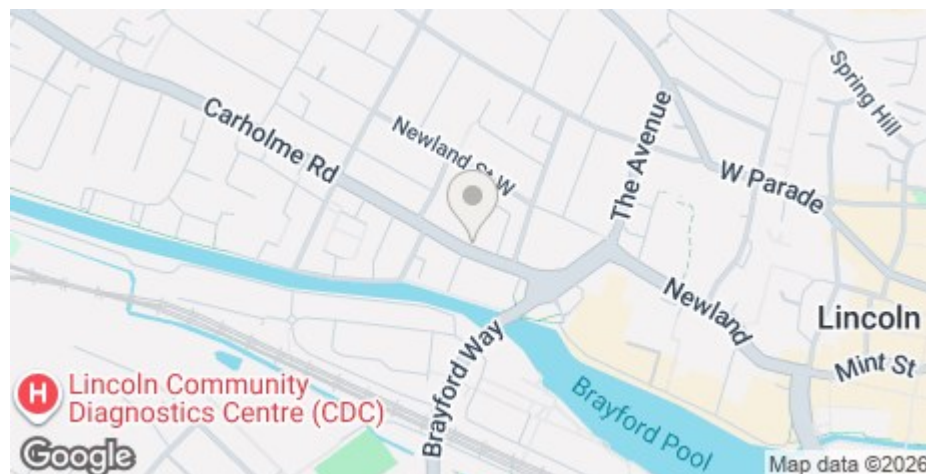 Spring Hill
Carholme Rd
Newland St W
The Avenue
W Parade
Newland
Lincoln
Mint St
Brayford Way
Brayford Pool
H
Lincoln Community
Diagnostics Centre (CDC)
Google
Map data ©2026